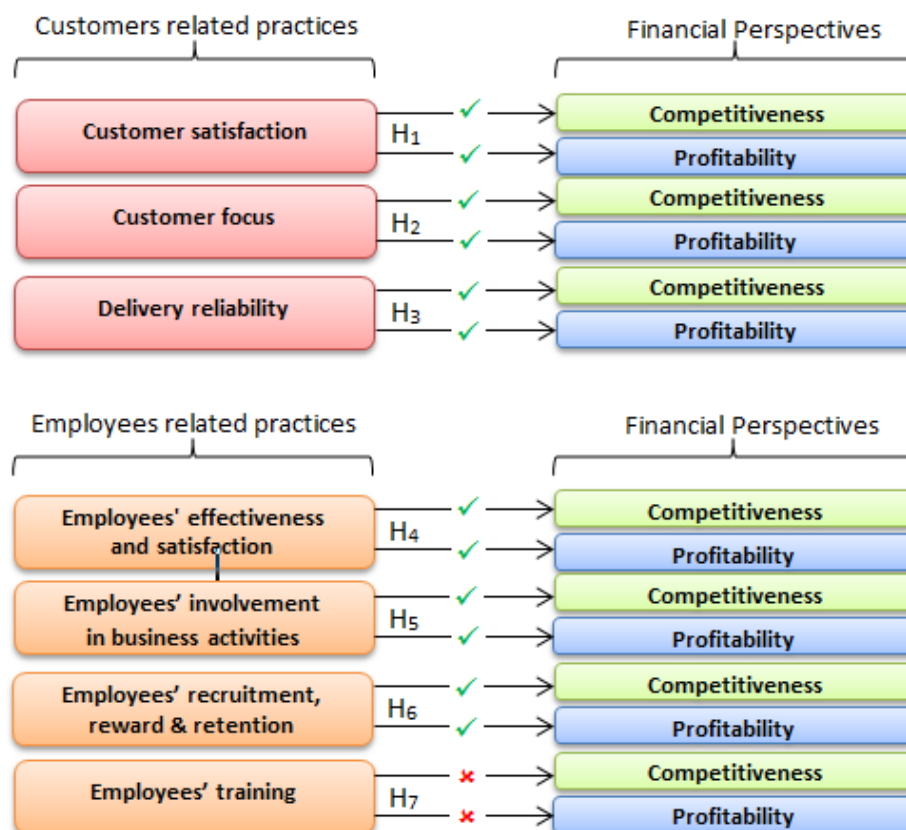 Customers related practices
Financial Perspectives
Customer satisfaction
H₁
Competitiveness
Profitability
Customer focus
H₂
Competitiveness
Profitability
Delivery reliability
H₃
Competitiveness
Profitability
Employees related practices
Financial Perspectives
Employees' effectiveness
and satisfaction
H₄
Competitiveness
Profitability
Employees’ involvement
in business activities
H₅
Competitiveness
Profitability
Employees’ recruitment,
reward & retention
H₆
Competitiveness
Profitability
Employees’ training
H₇
Competitiveness
Profitability